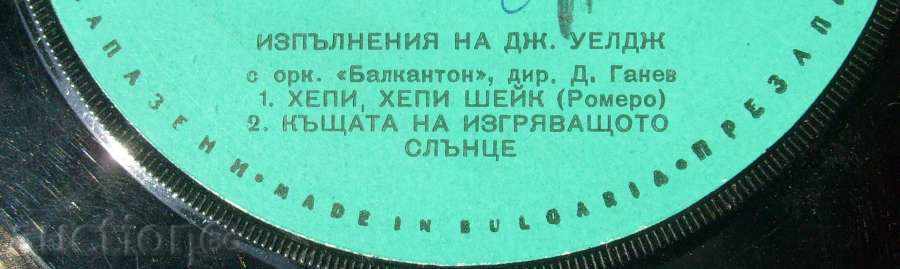 ИЗПЪЛНЕНИЯ НА ДЖ. УЕЛДЖ
с орк. «Балкантон», дир. Д. Ганев
1. ХЕПИ, ХЕПИ ШЕЙК (Ромеро)
2. КЪЩАТА НА ИЗГРЯВАЩОТО
СЛЪНЦЕ
АПАЗЕНИ • MADE IN BULGARIA • ПРЕЗАП